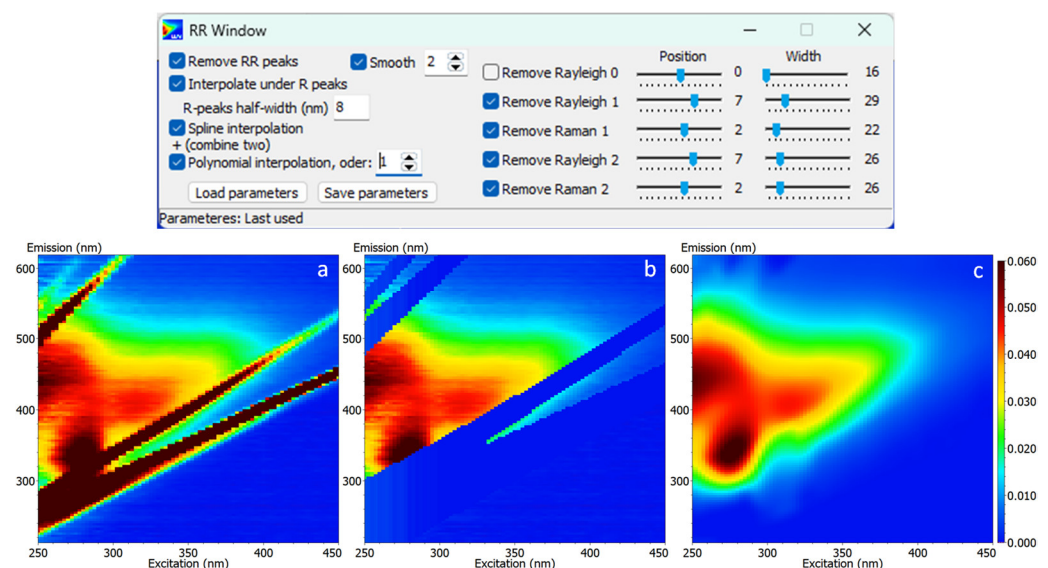 RR Window
Remove RR peaks
Smooth 2
Interpolate under R peaks
R-peaks half-width (nm) 8
Spline interpolation
+ (combine two)
Polynomial interpolation, oder: 1
Load parameters Save parameters
Parameteres: Last used
Position Width
Remove Rayleigh 0 0 16
Remove Rayleigh 1 7 29
Remove Raman 1 2 22
Remove Rayleigh 2 7 26
Remove Raman 2 2 26
Emission (nm)
a
600
500
400
300
250 300 350 400 450
Excitation (nm)
Emission (nm)
b
600
500
400
300
250 300 350 400 450
Excitation (nm)
Emission (nm)
c
600
500
400
300
250 300 350 400 450
Excitation (nm)
0.060
0.050
0.040
0.030
0.020
0.010
0.000